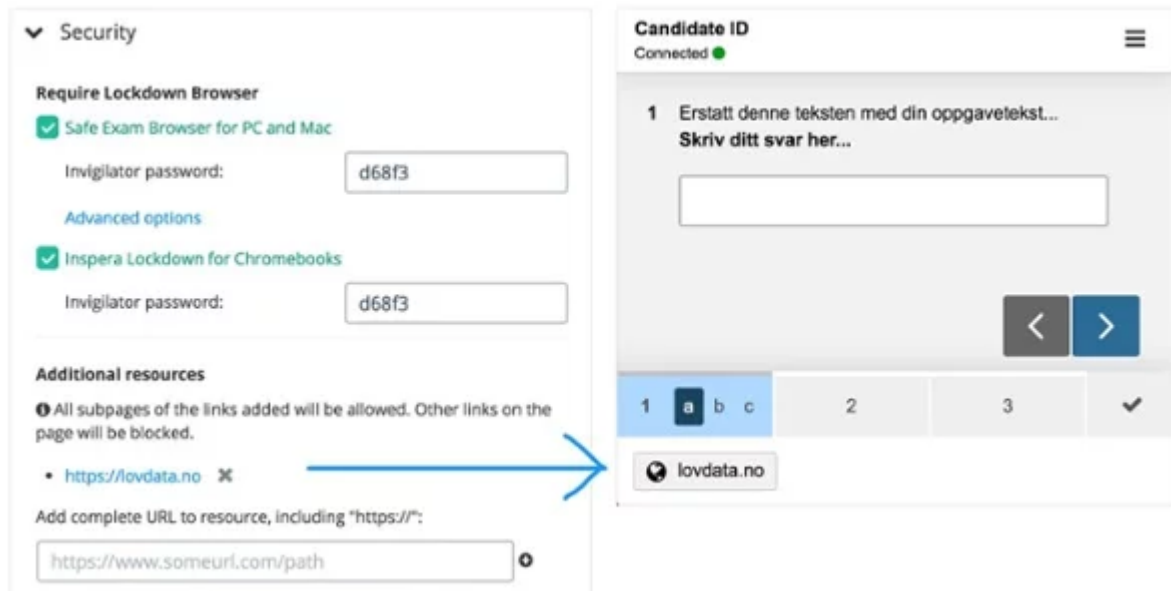 Security
Require Lockdown Browser
Safe Exam Browser for PC and Mac
Invigilator password: d68f3
Advanced options
Inspera Lockdown for Chromebooks
Invigilator password: d68f3
Additional resources
All subpages of the links added will be allowed. Other links on the
page will be blocked.
• https://lovdata.no
Add complete URL to resource, including "https://":
https://www.someurl.com/path
Candidate ID
Connected
1 Erstatt denne teksten med din oppgavetekst...
Skriv ditt svar her...
1 a b c 2 3
lovdata.no